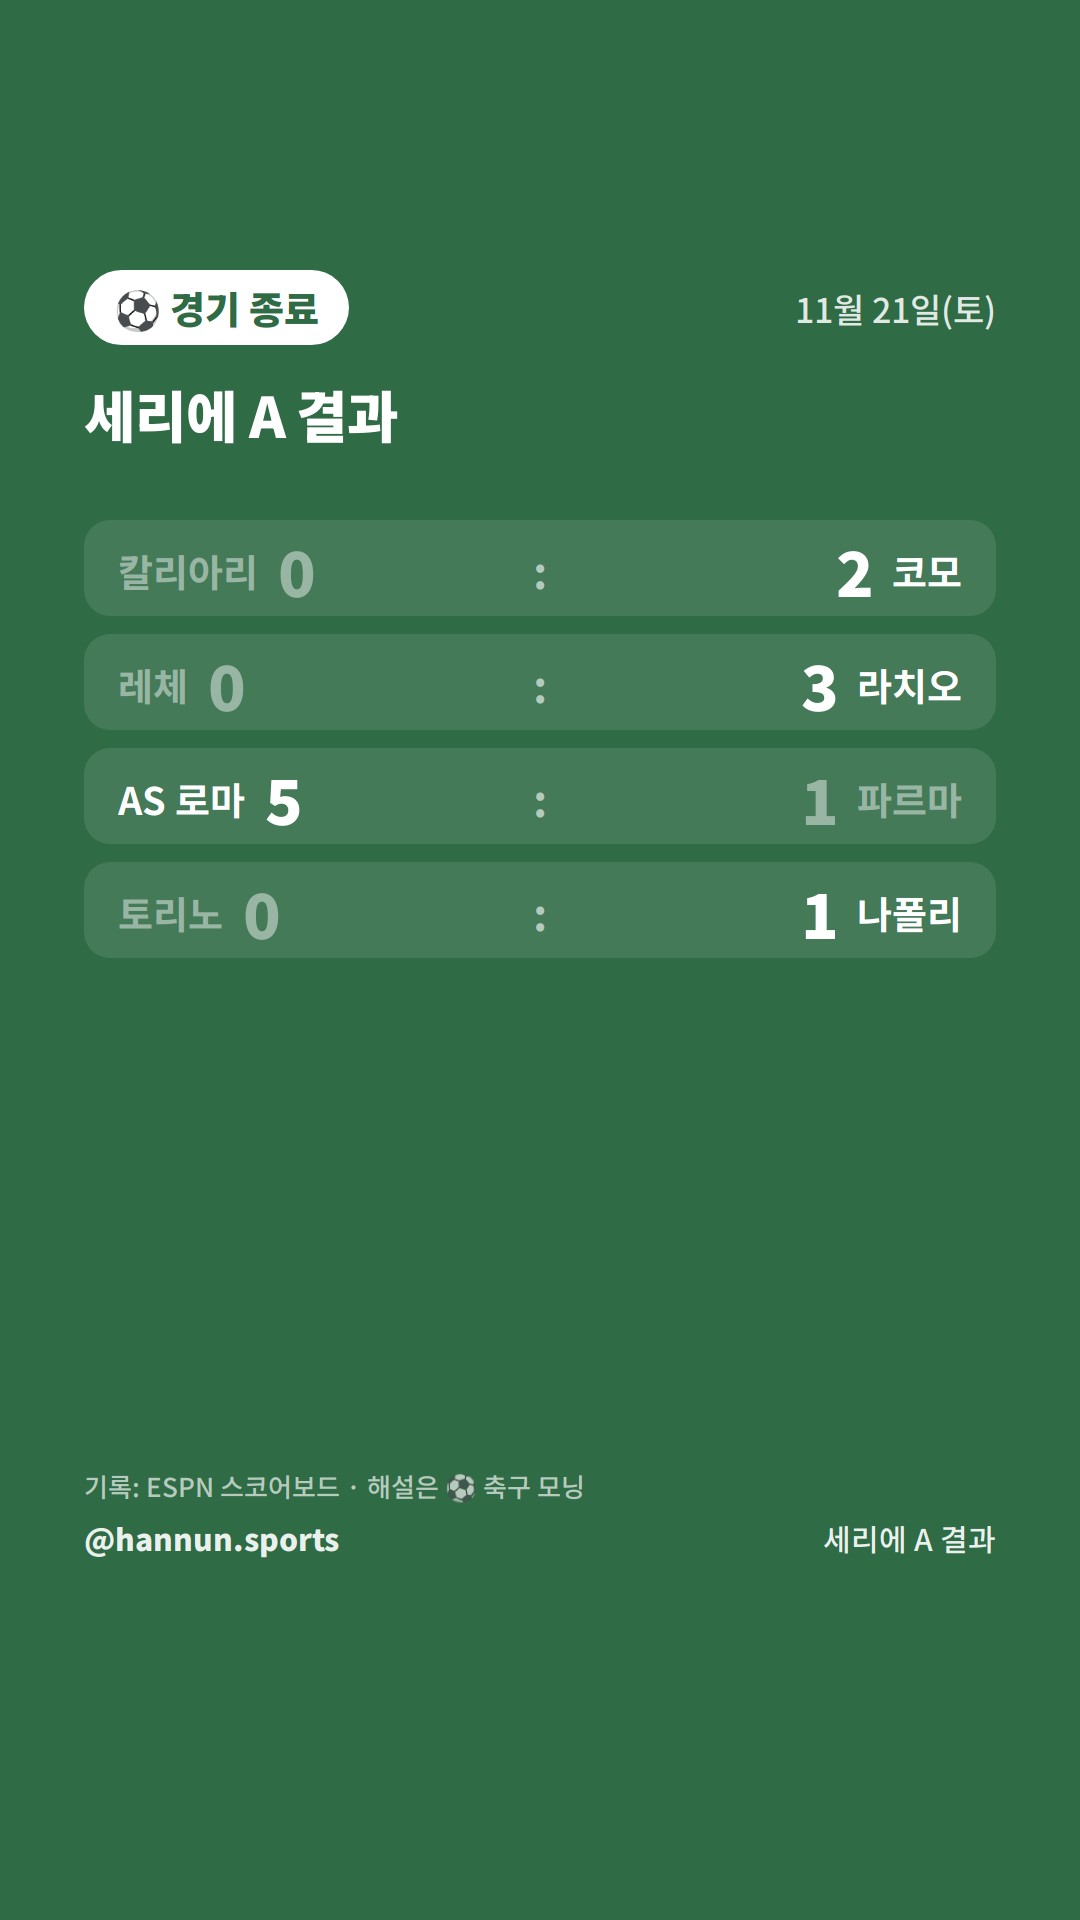 ⚽ 경기 종료
11월 21일(토)
세리에 A 결과
칼리아리 0 : 2 코모
레체 0 : 3 라치오
AS 로마 5 : 1 파르마
토리노 0 : 1 나폴리
기록: ESPN 스코어보드 · 해설은 ⚽ 축구 모닝
@hannun.sports
세리에 A 결과